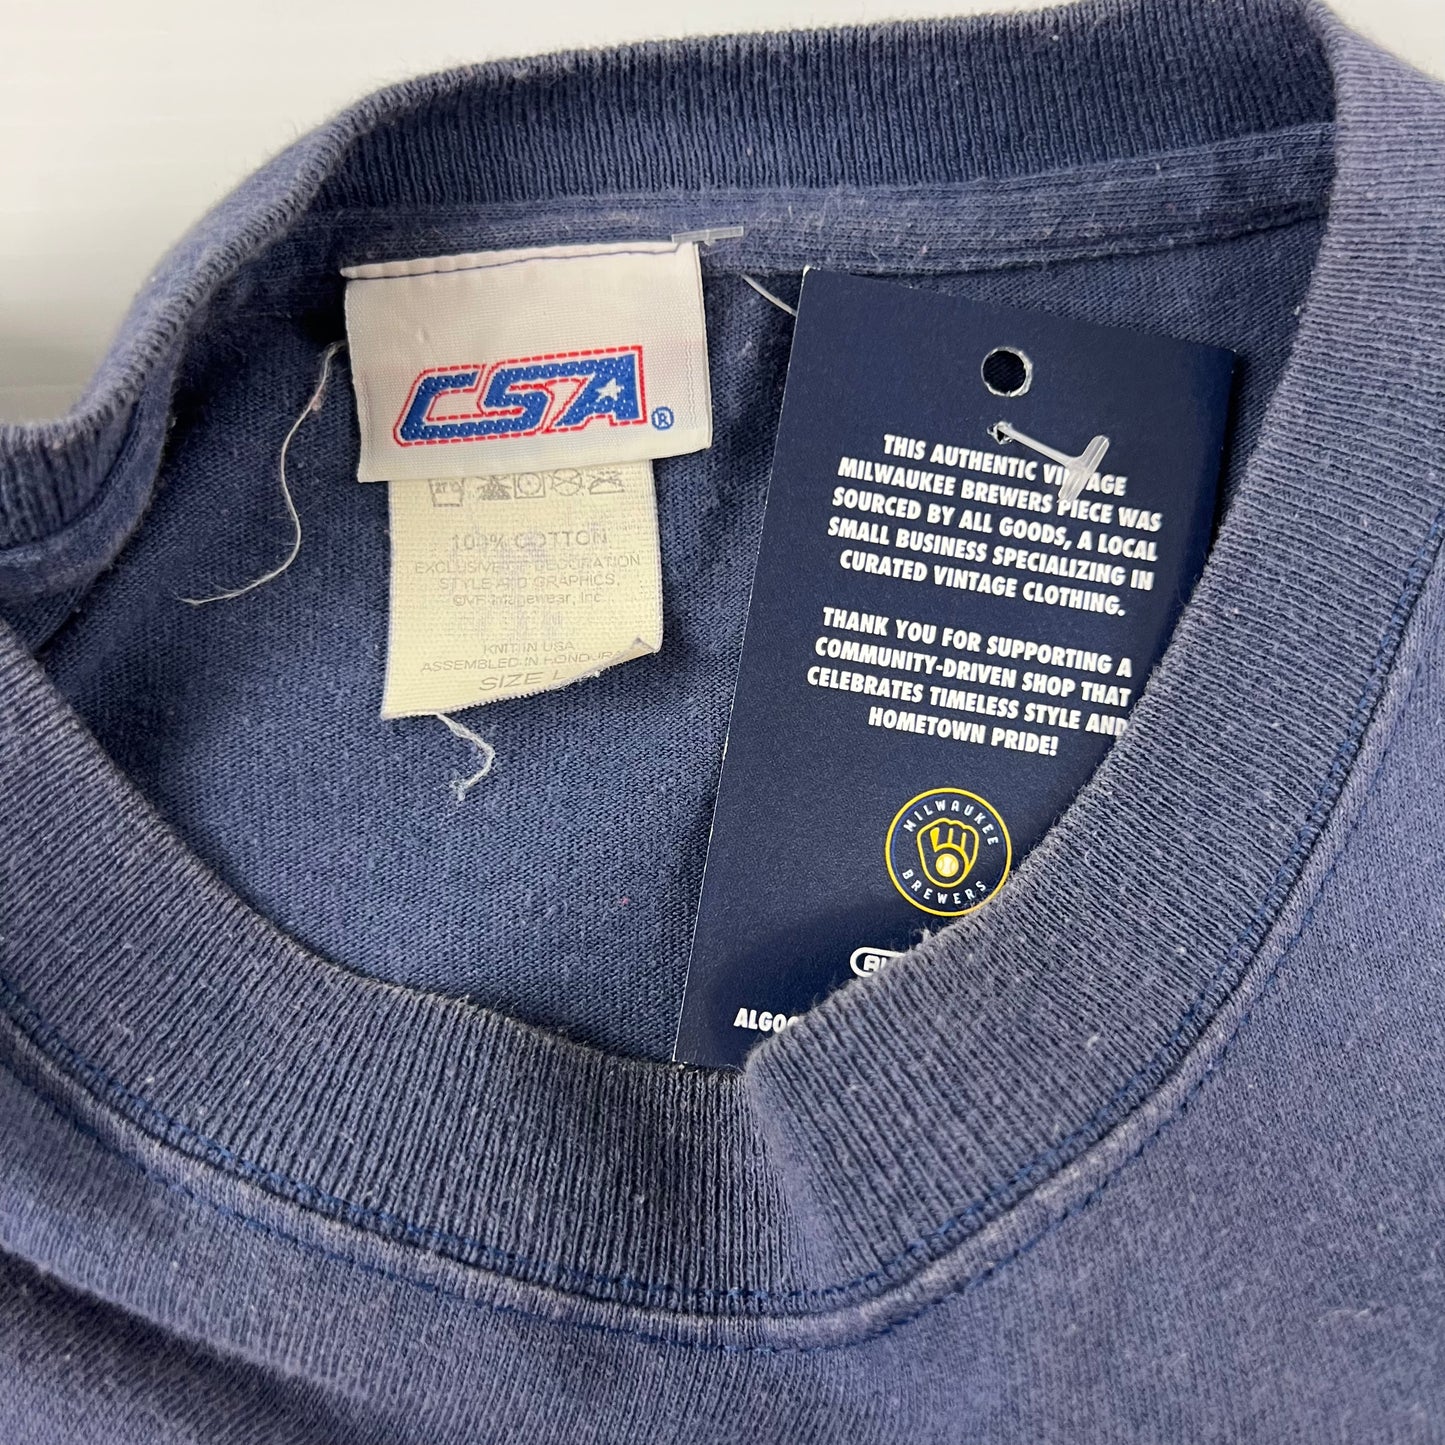 CSA®
100% COTTON
EXCLUSIVE OF DECORATION
STYLE AND GRAPHICS.
©VF Imagewear, Inc.
KNIT IN USA
ASSEMBLED IN HONDURA
SIZE L
THIS AUTHENTIC VINTAGE
MILWAUKEE BREWERS PIECE WAS
SOURCED BY ALL GOODS, A LOCAL
SMALL BUSINESS SPECIALIZING IN
CURATED VINTAGE CLOTHING.
THANK YOU FOR SUPPORTING A
COMMUNITY-DRIVEN SHOP THAT
CELEBRATES TIMELESS STYLE AND
HOMETOWN PRIDE!
MILWAUKEE
BREWERS
ALGOO